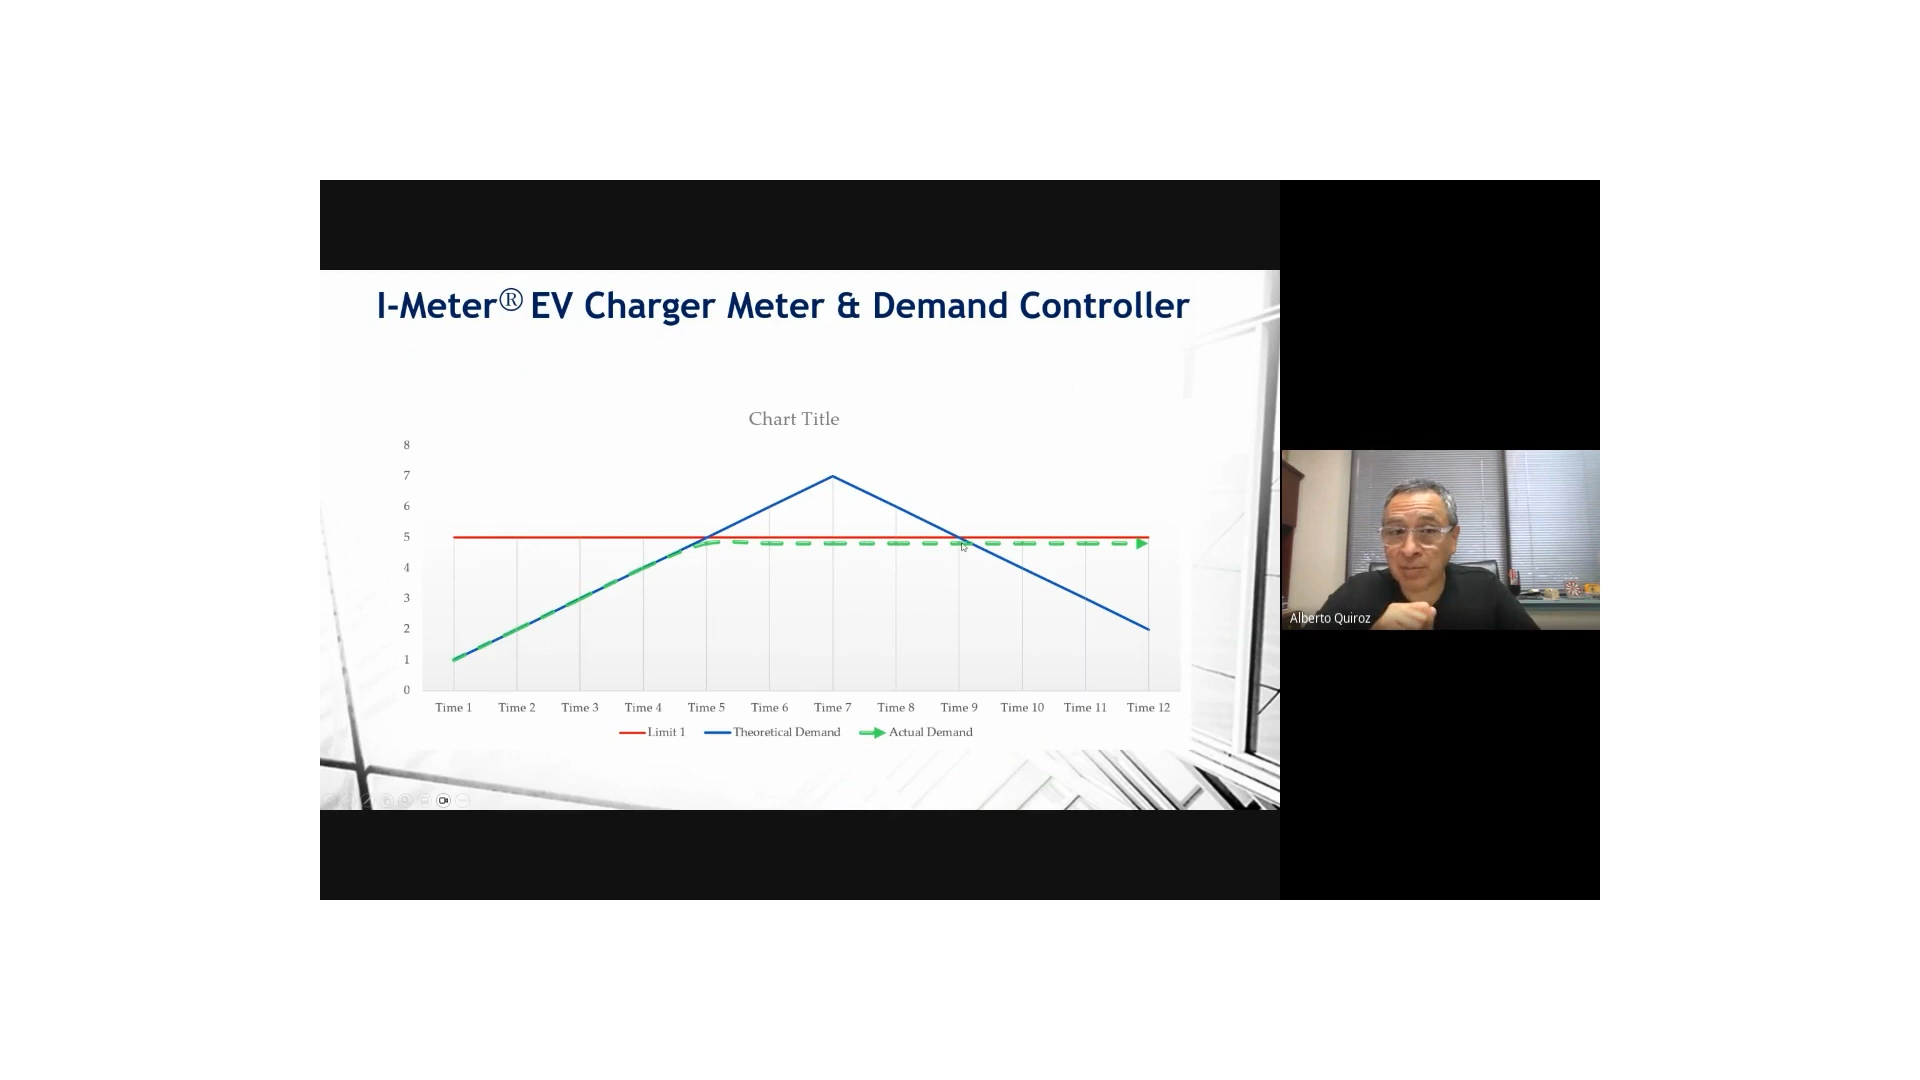 I-Meter® EV Charger Meter & Demand Controller
Chart Title
8
7
6
5
4
3
2
1
0
Time 1 Time 2 Time 3 Time 4 Time 5 Time 6 Time 7 Time 8 Time 9 Time 10 Time 11 Time 12
Limit 1 Theoretical Demand Actual Demand
Alberto Quiroz